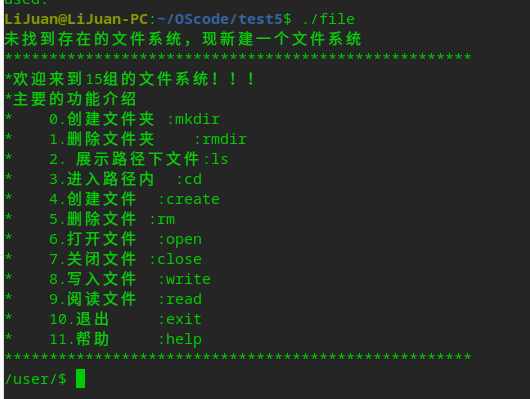 used.
LiJuan@LiJuan-PC:~/OScode/test5$ ./file
未找到存在的文件系统，现新建一个文件系统
****************************************************
*欢迎来到15组的文件系统！！！
*主要的功能介绍
*    0.创建文件夹 :mkdir
*    1.删除文件夹    :rmdir
*    2. 展示路径下文件:ls
*    3.进入路径内  :cd
*    4.创建文件  :create
*    5.删除文件 :rm
*    6.打开文件  :open
*    7.关闭文件 :close
*    8.写入文件  :write
*    9.阅读文件  :read
*    10.退出     :exit
*    11.帮助     :help
****************************************************
/user/$